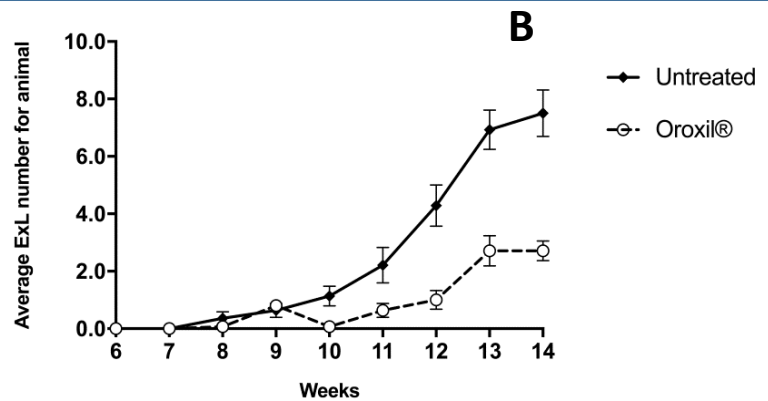 B
Average ExL number for animal
10.0
8.0
6.0
4.0
2.0
0.0
6 7 8 9 10 11 12 13 14
Weeks
Untreated
Oroxil®